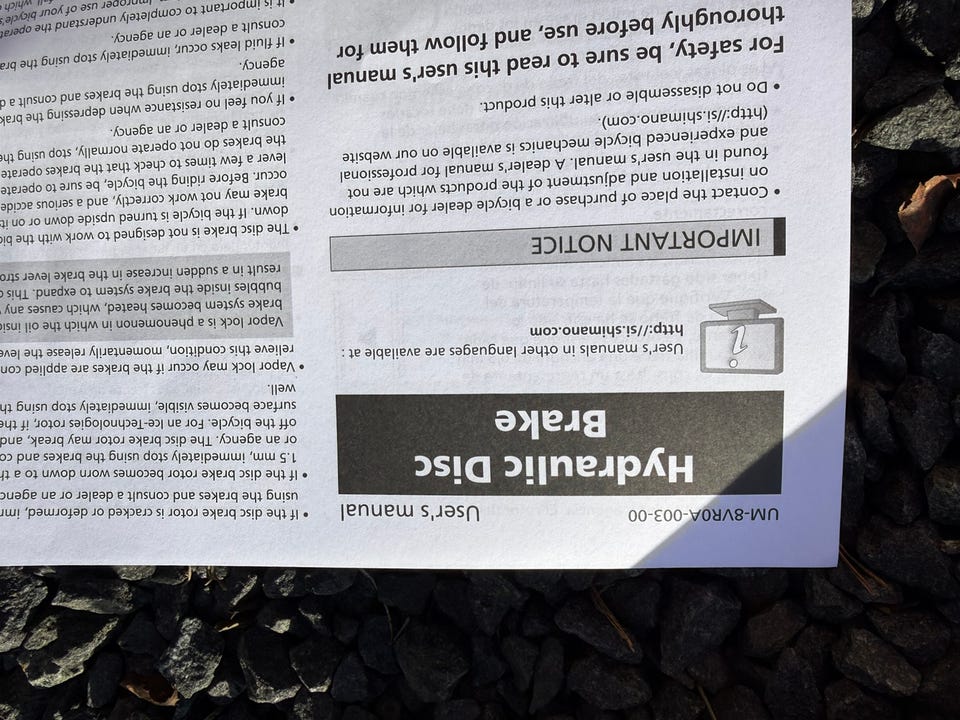 UM-8VR0A-003-00 User's manual
Hydraulic Disc
Brake
User's manuals in other languages are available at :
http://si.shimano.com
IMPORTANT NOTICE
• Contact the place of purchase or a bicycle dealer for information
on installation and adjustment of the products which are not
found in the user's manual. A dealer's manual for professional
and experienced bicycle mechanics is available on our website
(http://si.shimano.com).
• Do not disassemble or alter this product.
For safety, be sure to read this user's manual
thoroughly before use, and follow them for
• If the disc brake rotor is cracked or deformed, imm
using the brakes and consult a dealer or an agenc
• If the disc brake rotor becomes worn down to a th
1.5 mm, immediately stop using the brakes and co
or an agency. The disc brake rotor may break, and
off the bicycle. For an Ice-Technologies rotor, if the
surface becomes visible, immediately stop using th
well.
• Vapor lock may occur if the brakes are applied con
relieve this condition, momentarily release the leve
Vapor lock is a phenomenon in which the oil insi
brake system becomes heated, which causes any
bubbles inside the brake system to expand. This c
result in a sudden increase in the brake lever stro
• The disc brake is not designed to work with the bic
down. If the bicycle is turned upside down or on it
brake may not work correctly, and a serious accide
occur. Before riding the bicycle, be sure to operate
lever a few times to check that the brakes operate
the brakes do not operate normally, stop using the
consult a dealer or an agency.
• If you feel no resistance when depressing the brak
immediately stop using the brakes and consult a d
agency.
• If fluid leaks occur, immediately stop using the bra
consult a dealer or an agency.
• It is important to completely understand the operat
Improper use of your bicycle's